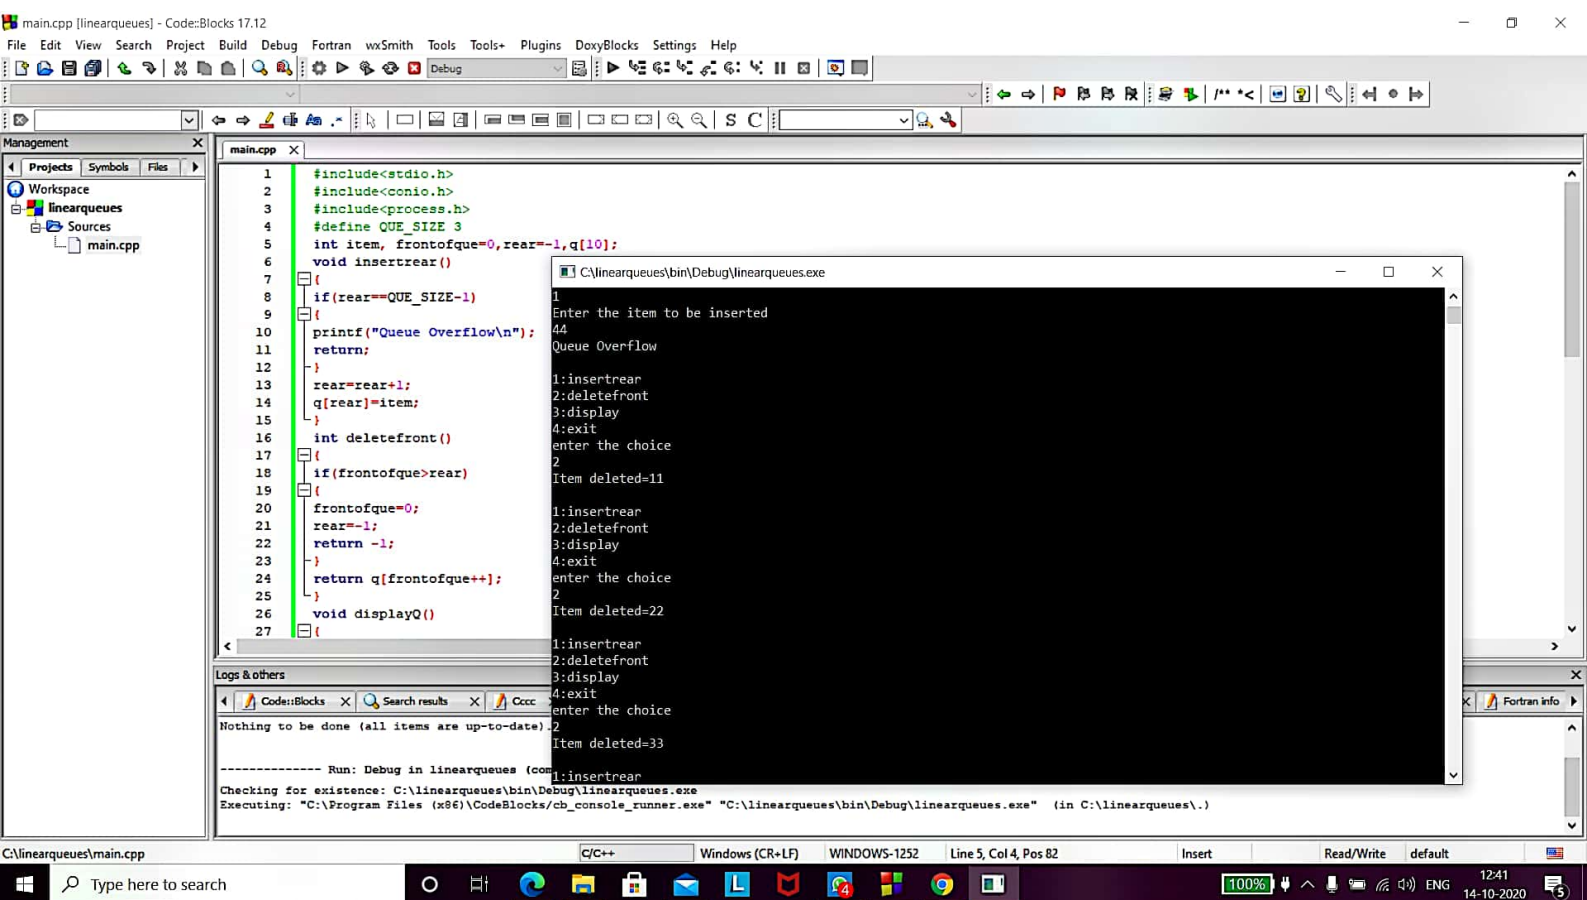 main.cpp [linearqueues] - Code::Blocks 17.12
File Edit View Search Project Build Debug Fortran wxSmith Tools Tools+ Plugins DoxyBlocks Settings Help
Debug
/** *<
S C
Management
main.cpp
Projects Symbols Files
Workspace
linearqueues
Sources
main.cpp
1 #include<stdio.h>
2 #include<conio.h>
3 #include<process.h>
4 #define QUE_SIZE 3
5 int item, frontofque=0,rear=-1,q[10];
6 void insertrear()
7 {
8 if(rear==QUE_SIZE-1)
9 {
10 printf("Queue Overflow\n");
11 return;
12 }
13 rear=rear+1;
14 q[rear]=item;
15 }
16 int deletefront()
17 {
18 if(frontofque>rear)
19 {
20 frontofque=0;
21 rear=-1;
22 return -1;
23 }
24 return q[frontofque++];
25 }
26 void displayQ()
27 {
C:\linearqueues\bin\Debug\linearqueues.exe
1
Enter the item to be inserted
44
Queue Overflow
1:insertrear
2:deletefront
3:display
4:exit
enter the choice
2
Item deleted=11
1:insertrear
2:deletefront
3:display
4:exit
enter the choice
2
Item deleted=22
1:insertrear
2:deletefront
3:display
4:exit
enter the choice
2
Item deleted=33
1:insertrear
Logs & others
Code::Blocks Search results Cccc Fortran info
Nothing to be done (all items are up-to-date).
-------------- Run: Debug in linearqueues (com
Checking for existence: C:\linearqueues\bin\Debug\linearqueues.exe
Executing: "C:\Program Files (x86)\CodeBlocks/cb_console_runner.exe" "C:\linearqueues\bin\Debug\linearqueues.exe" (in C:\linearqueues\.)
C:\linearqueues\main.cpp C/C++ Windows (CR+LF) WINDOWS-1252 Line 5, Col 4, Pos 82 Insert Read/Write default
Type here to search
L
4
100%
ENG
12:41
14-10-2020
5